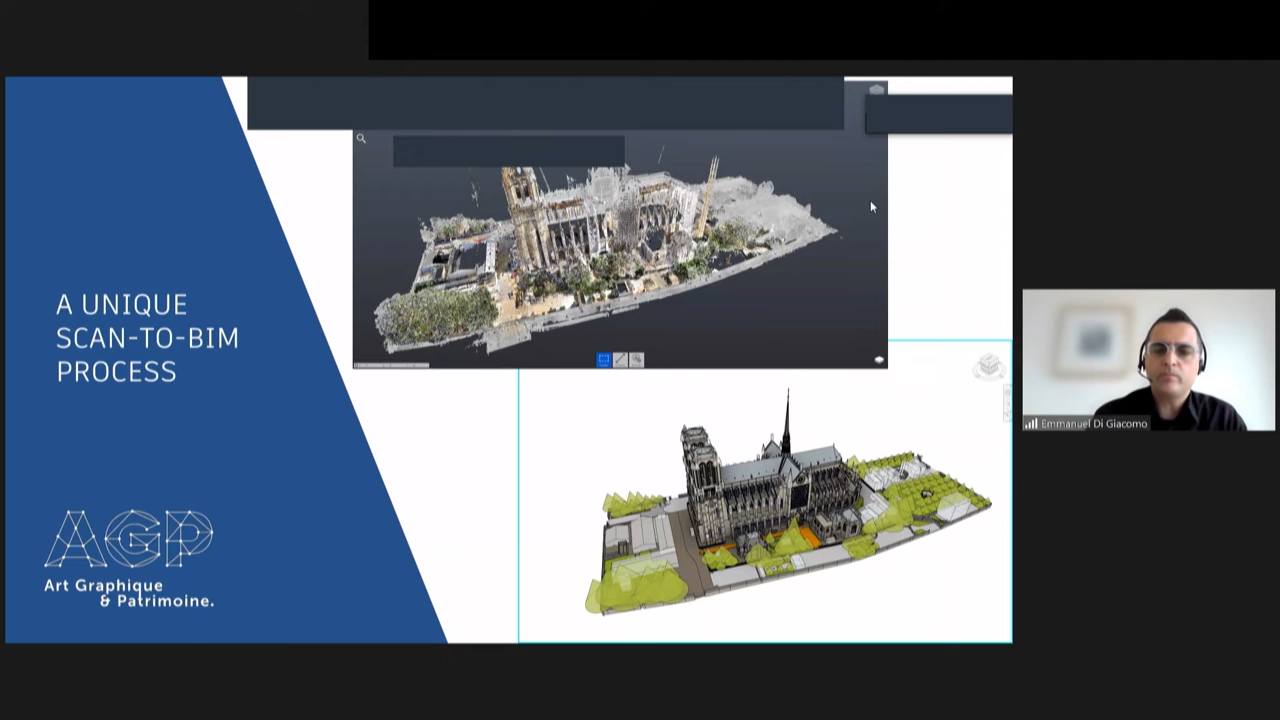 A UNIQUE
SCAN-TO-BIM
PROCESS
AGP
Art Graphique
& Patrimoine.
Emmanuel Di Giacomo